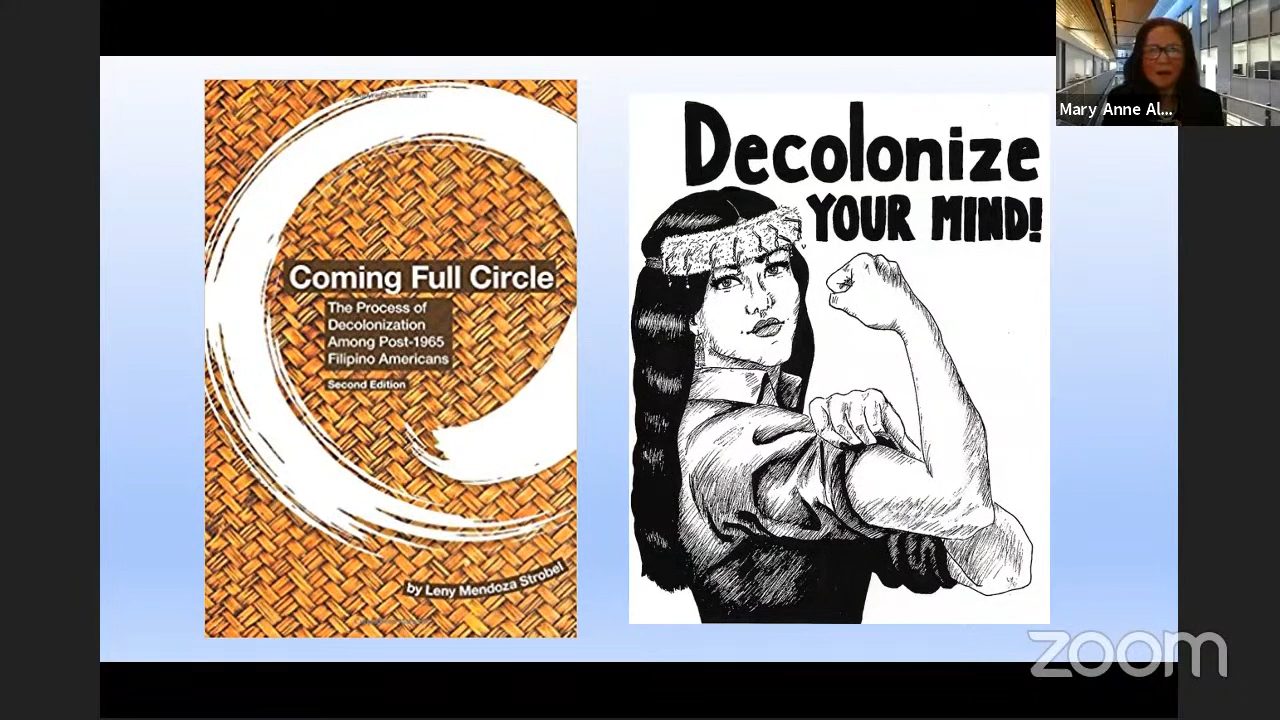 Coming Full Circle
The Process of
Decolonization
Among Post-1965
Filipino Americans
Second Edition
by Leny Mendoza Strobel
Decolonize
YOUR MIND!
Mary Anne Al...
zoom